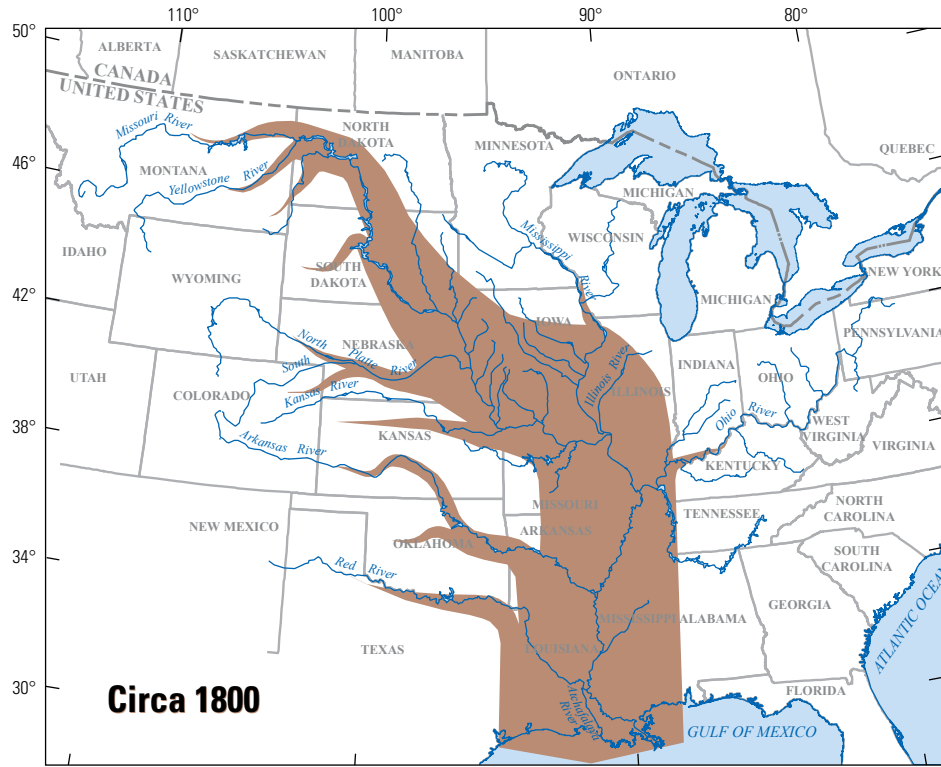 110° 100° 90° 80°
50°
ALBERTA
SASKATCHEWAN
MANITOBA
ONTARIO
QUEBEC
CANADA
UNITED STATES
46°
Missouri River
MONTANA
Yellowstone River
NORTH
DAKOTA
MINNESOTA
MICHIGAN
WISCONSIN
Mississippi
River
IDAHO
WYOMING
SOUTH
DAKOTA
NEW YORK
42°
MICHIGAN
IOWA
PENNSYLVANIA
North
Platte
River
South
NEBRASKA
UTAH
COLORADO
Kansas River
Illinois River
ILLINOIS
INDIANA
OHIO
Ohio River
WEST
VIRGINIA
VIRGINIA
38°
Arkansas River
KANSAS
KENTUCKY
MISSOURI
NEW MEXICO
OKLAHOMA
ARKANSAS
TENNESSEE
NORTH
CAROLINA
SOUTH
CAROLINA
34°
Red River
TEXAS
LOUISIANA
MISSISSIPPI
ALABAMA
GEORGIA
ATLANTIC OCEAN
30°
Circa 1800
Atchafalaya
River
FLORIDA
GULF OF MEXICO